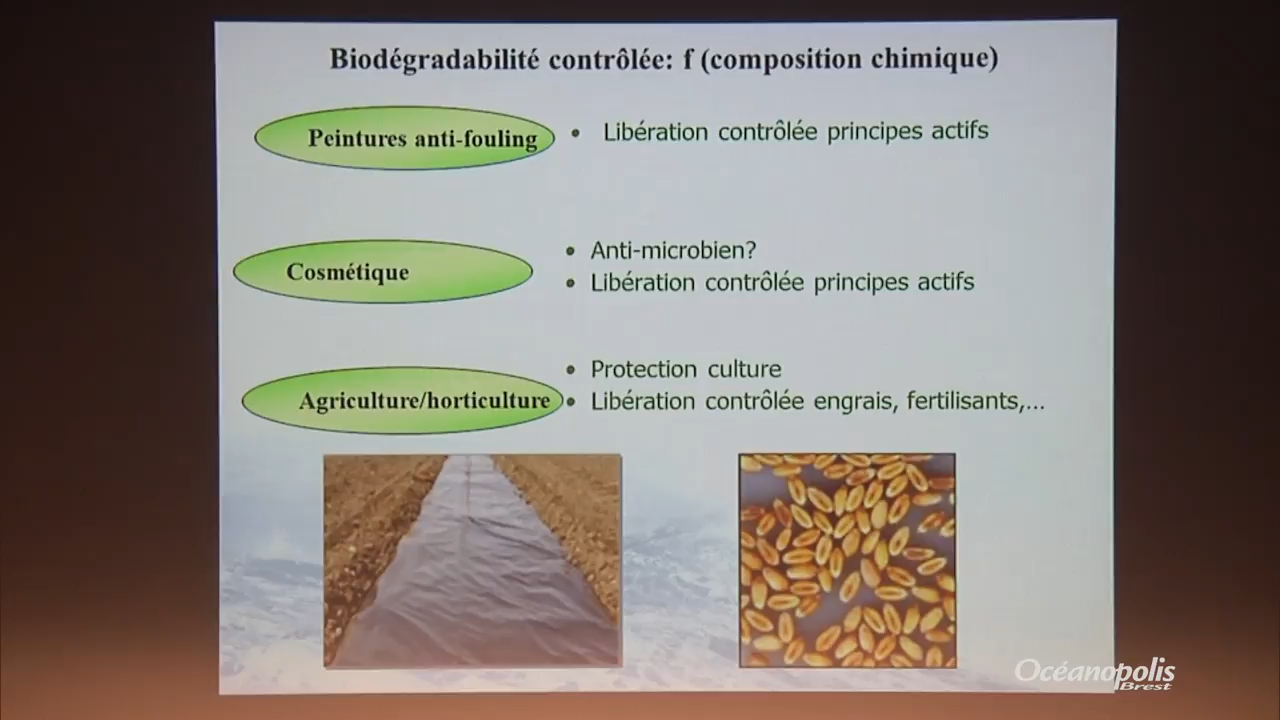 Biodégradabilité contrôlée: f (composition chimique)
Peintures anti-fouling
• Libération contrôlée principes actifs
Cosmétique
• Anti-microbien?
• Libération contrôlée principes actifs
Agriculture/horticulture
• Protection culture
• Libération contrôlée engrais, fertilisants,...
Océanopolis
Brest